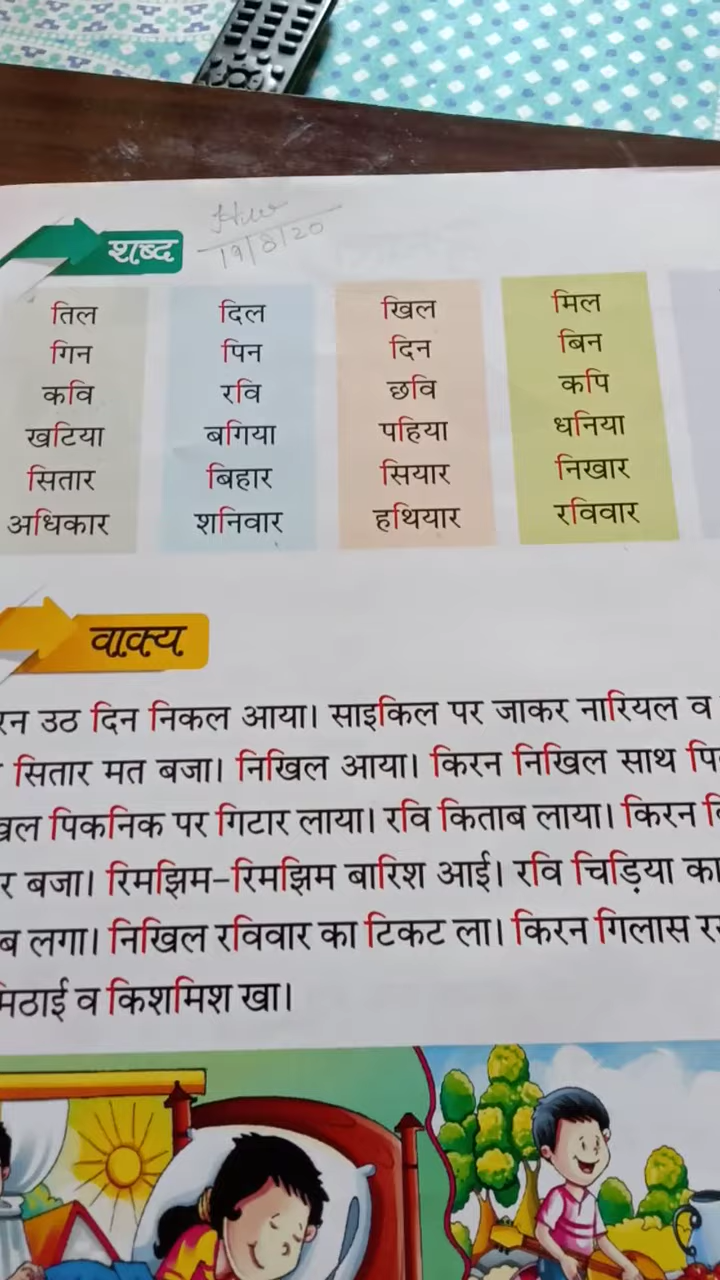 H.W
19/8/20
शब्द
तिल दिल खिल मिल
गिन पिन दिन बिन
कवि रवि छवि कपि
खटिया बगिया पहिया धनिया
सितार बिहार सियार निखार
अधिकार शनिवार हथियार रविवार
वाक्य
उठ दिन निकल आया। साइकिल पर जाकर नारियल व
सितार मत बजा। निखिल आया। किरन निखिल साथ
पिकनिक पर गिटार लाया। रवि किताब लाया। किरन
बजा। रिमझिम-रिमझिम बारिश आई। रवि चिड़िया का
लगा। निखिल रविवार का टिकट ला। किरन गिलास
मिठाई व किशमिश खा।